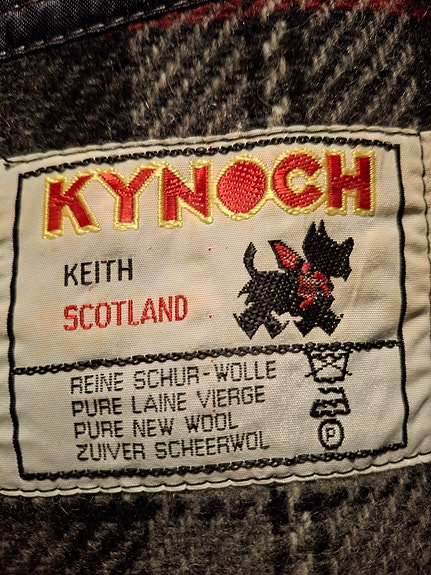 KYNOCH
KEITH
SCOTLAND
REINE SCHUR-WOLLE
PURE LAINE VIERGE
PURE NEW WOOL
ZUIVER SCHEERWOL
P